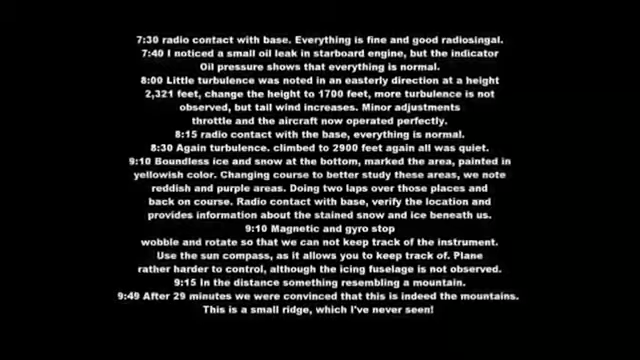 7:30 radio contact with base. Everything is fine and good radiosingal.
7:40 I noticed a small oil leak in starboard engine, but the indicator
Oil pressure shows that everything is normal.
8:00 Little turbulence was noted in an easterly direction at a height
2,321 feet, change the height to 1700 feet, more turbulence is not
observed, but tail wind increases. Minor adjustments
throttle and the aircraft now operated perfectly.
8:15 radio contact with the base, everything is normal.
8:30 Again turbulence. climbed to 2900 feet again all was quiet.
9:10 Boundless ice and snow at the bottom, marked the area, painted in
yellowish color. Changing course to better study these areas, we note
reddish and purple areas. Doing two laps over those places and
back on course. Radio contact with base, verify the location and
provides information about the stained snow and ice beneath us.
9:10 Magnetic and gyro stop
wobble and rotate so that we can not keep track of the instrument.
Use the sun compass, as it allows you to keep track of. Plane
rather harder to control, although the icing fuselage is not observed.
9:15 In the distance something resembling a mountain.
9:49 After 29 minutes we were convinced that this is indeed the mountains.
This is a small ridge, which I've never seen!